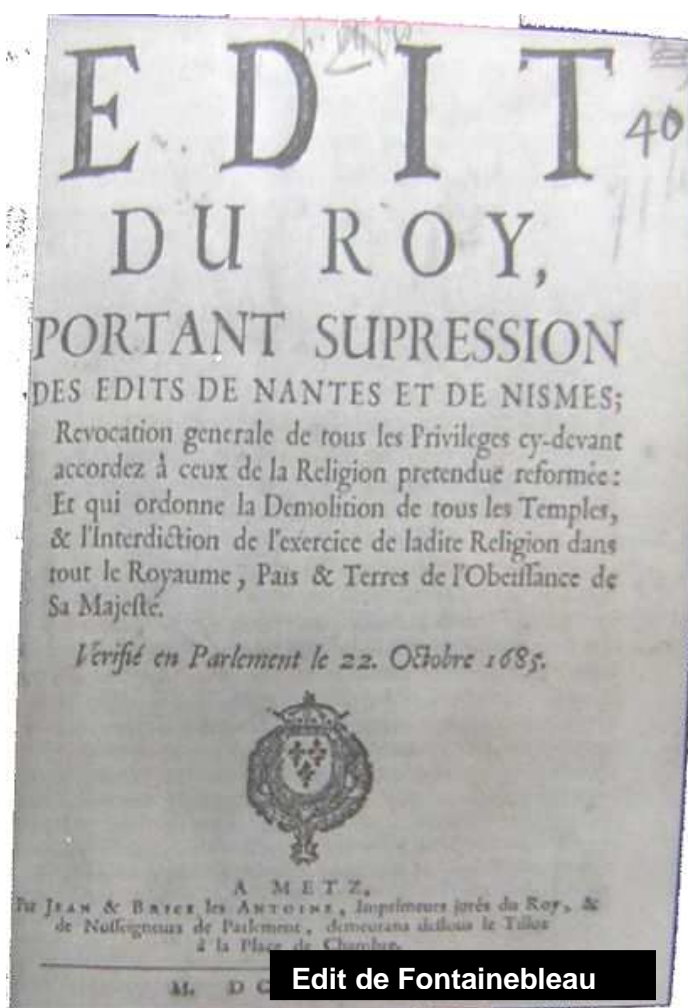 40
EDIT
DU ROY,
PORTANT SUPRESSION
DES EDITS DE NANTES ET DE NISMES;
Revocation generale de tous les Privileges cy-devant
accordez à ceux de la Religion pretendue reformée:
Et qui ordonne la Demolition de tous les Temples,
& l'Interdiction de l'exercice de ladite Religion dans
tout le Royaume, Païs & Terres de l'Obeïssance de
Sa Majesté.
Verifié en Parlement le 22. Octobre 1685.
A METZ,
Par JEAN & BRICE les ANTOINE, Imprimeurs jurés du Roy, &
de Nosseigneurs de Parlement, demeurans dessous le Tillot
à la Place de Chambre.
M. DC
Edit de Fontainebleau